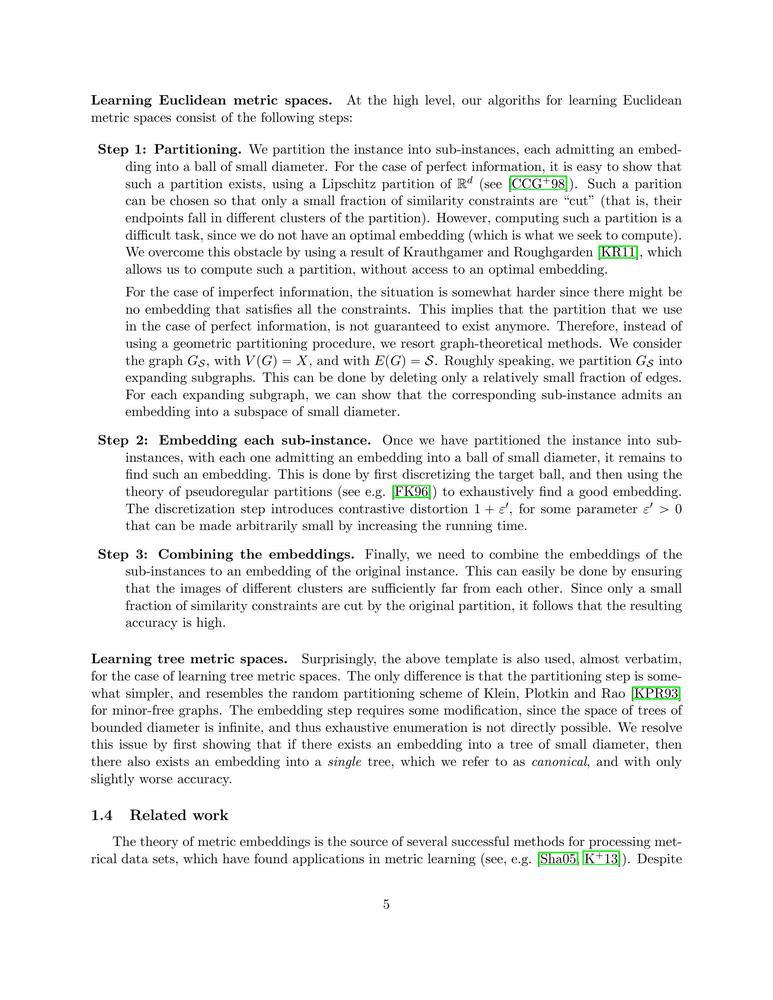 Learning Euclidean metric spaces. At the high level, our algoriths for learning Euclidean
metric spaces consist of the following steps:
Step 1: Partitioning. We partition the instance into sub-instances, each admitting an embed-
ding into a ball of small diameter. For the case of perfect information, it is easy to show that
such a partition exists, using a Lipschitz partition of ℝ^d (see [CCG+98]). Such a parition
can be chosen so that only a small fraction of similarity constraints are “cut” (that is, their
endpoints fall in different clusters of the partition). However, computing such a partition is a
difficult task, since we do not have an optimal embedding (which is what we seek to compute).
We overcome this obstacle by using a result of Krauthgamer and Roughgarden [KR11], which
allows us to compute such a partition, without access to an optimal embedding.
For the case of imperfect information, the situation is somewhat harder since there might be
no embedding that satisfies all the constraints. This implies that the partition that we use
in the case of perfect information, is not guaranteed to exist anymore. Therefore, instead of
using a geometric partitioning procedure, we resort graph-theoretical methods. We consider
the graph G_𝒮, with V(G) = X, and with E(G) = 𝒮. Roughly speaking, we partition G_𝒮 into
expanding subgraphs. This can be done by deleting only a relatively small fraction of edges.
For each expanding subgraph, we can show that the corresponding sub-instance admits an
embedding into a subspace of small diameter.
Step 2: Embedding each sub-instance. Once we have partitioned the instance into sub-
instances, with each one admitting an embedding into a ball of small diameter, it remains to
find such an embedding. This is done by first discretizing the target ball, and then using the
theory of pseudoregular partitions (see e.g. [FK96]) to exhaustively find a good embedding.
The discretization step introduces contrastive distortion 1 + ε′, for some parameter ε′ > 0
that can be made arbitrarily small by increasing the running time.
Step 3: Combining the embeddings. Finally, we need to combine the embeddings of the
sub-instances to an embedding of the original instance. This can easily be done by ensuring
that the images of different clusters are sufficiently far from each other. Since only a small
fraction of similarity constraints are cut by the original partition, it follows that the resulting
accuracy is high.
Learning tree metric spaces. Surprisingly, the above template is also used, almost verbatim,
for the case of learning tree metric spaces. The only difference is that the partitioning step is some-
what simpler, and resembles the random partitioning scheme of Klein, Plotkin and Rao [KPR93]
for minor-free graphs. The embedding step requires some modification, since the space of trees of
bounded diameter is infinite, and thus exhaustive enumeration is not directly possible. We resolve
this issue by first showing that if there exists an embedding into a tree of small diameter, then
there also exists an embedding into a single tree, which we refer to as canonical, and with only
slightly worse accuracy.
1.4 Related work
The theory of metric embeddings is the source of several successful methods for processing met-
rical data sets, which have found applications in metric learning (see, e.g. [Sha05, K+13]). Despite
5